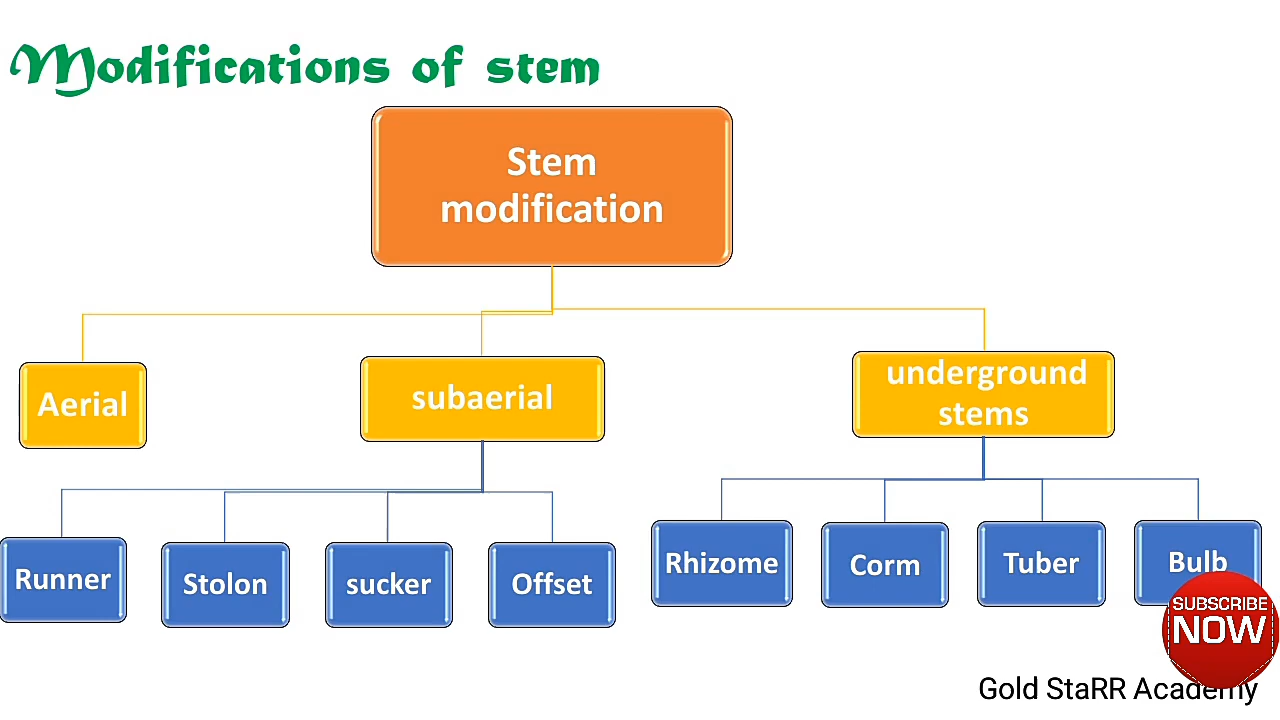 Modifications of stem
Stem
modification
Aerial
subaerial
underground
stems
Runner
Stolon
sucker
Offset
Rhizome
Corm
Tuber
Bulb
SUBSCRIBE
NOW
Gold StaRR Academy